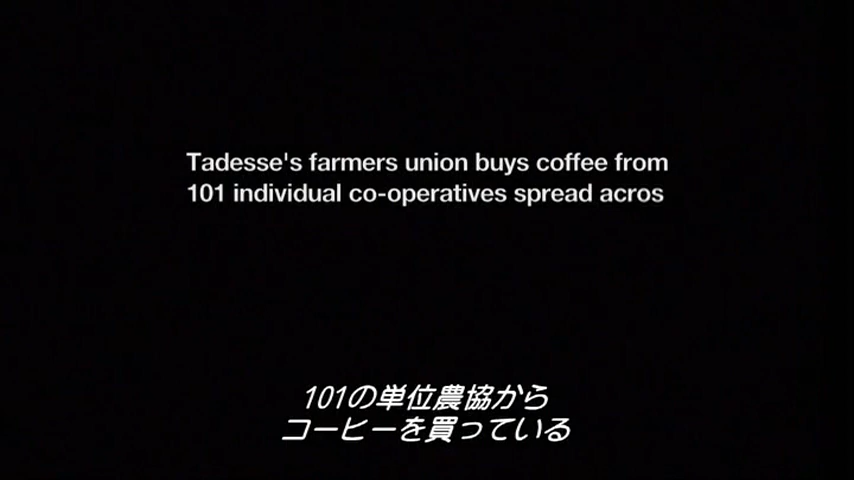 Tadesse's farmers union buys coffee from
101 individual co-operatives spread acros
101の単位農協から
コーヒーを買っている